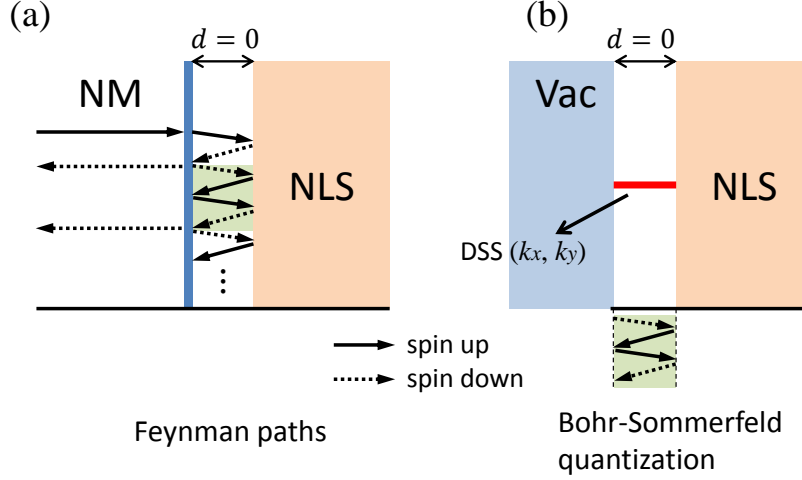 (a)
d = 0
NM
NLS
(b)
d = 0
Vac
NLS
DSS (kx, ky)
spin up
spin down
Feynman paths
Bohr-Sommerfeld
quantization